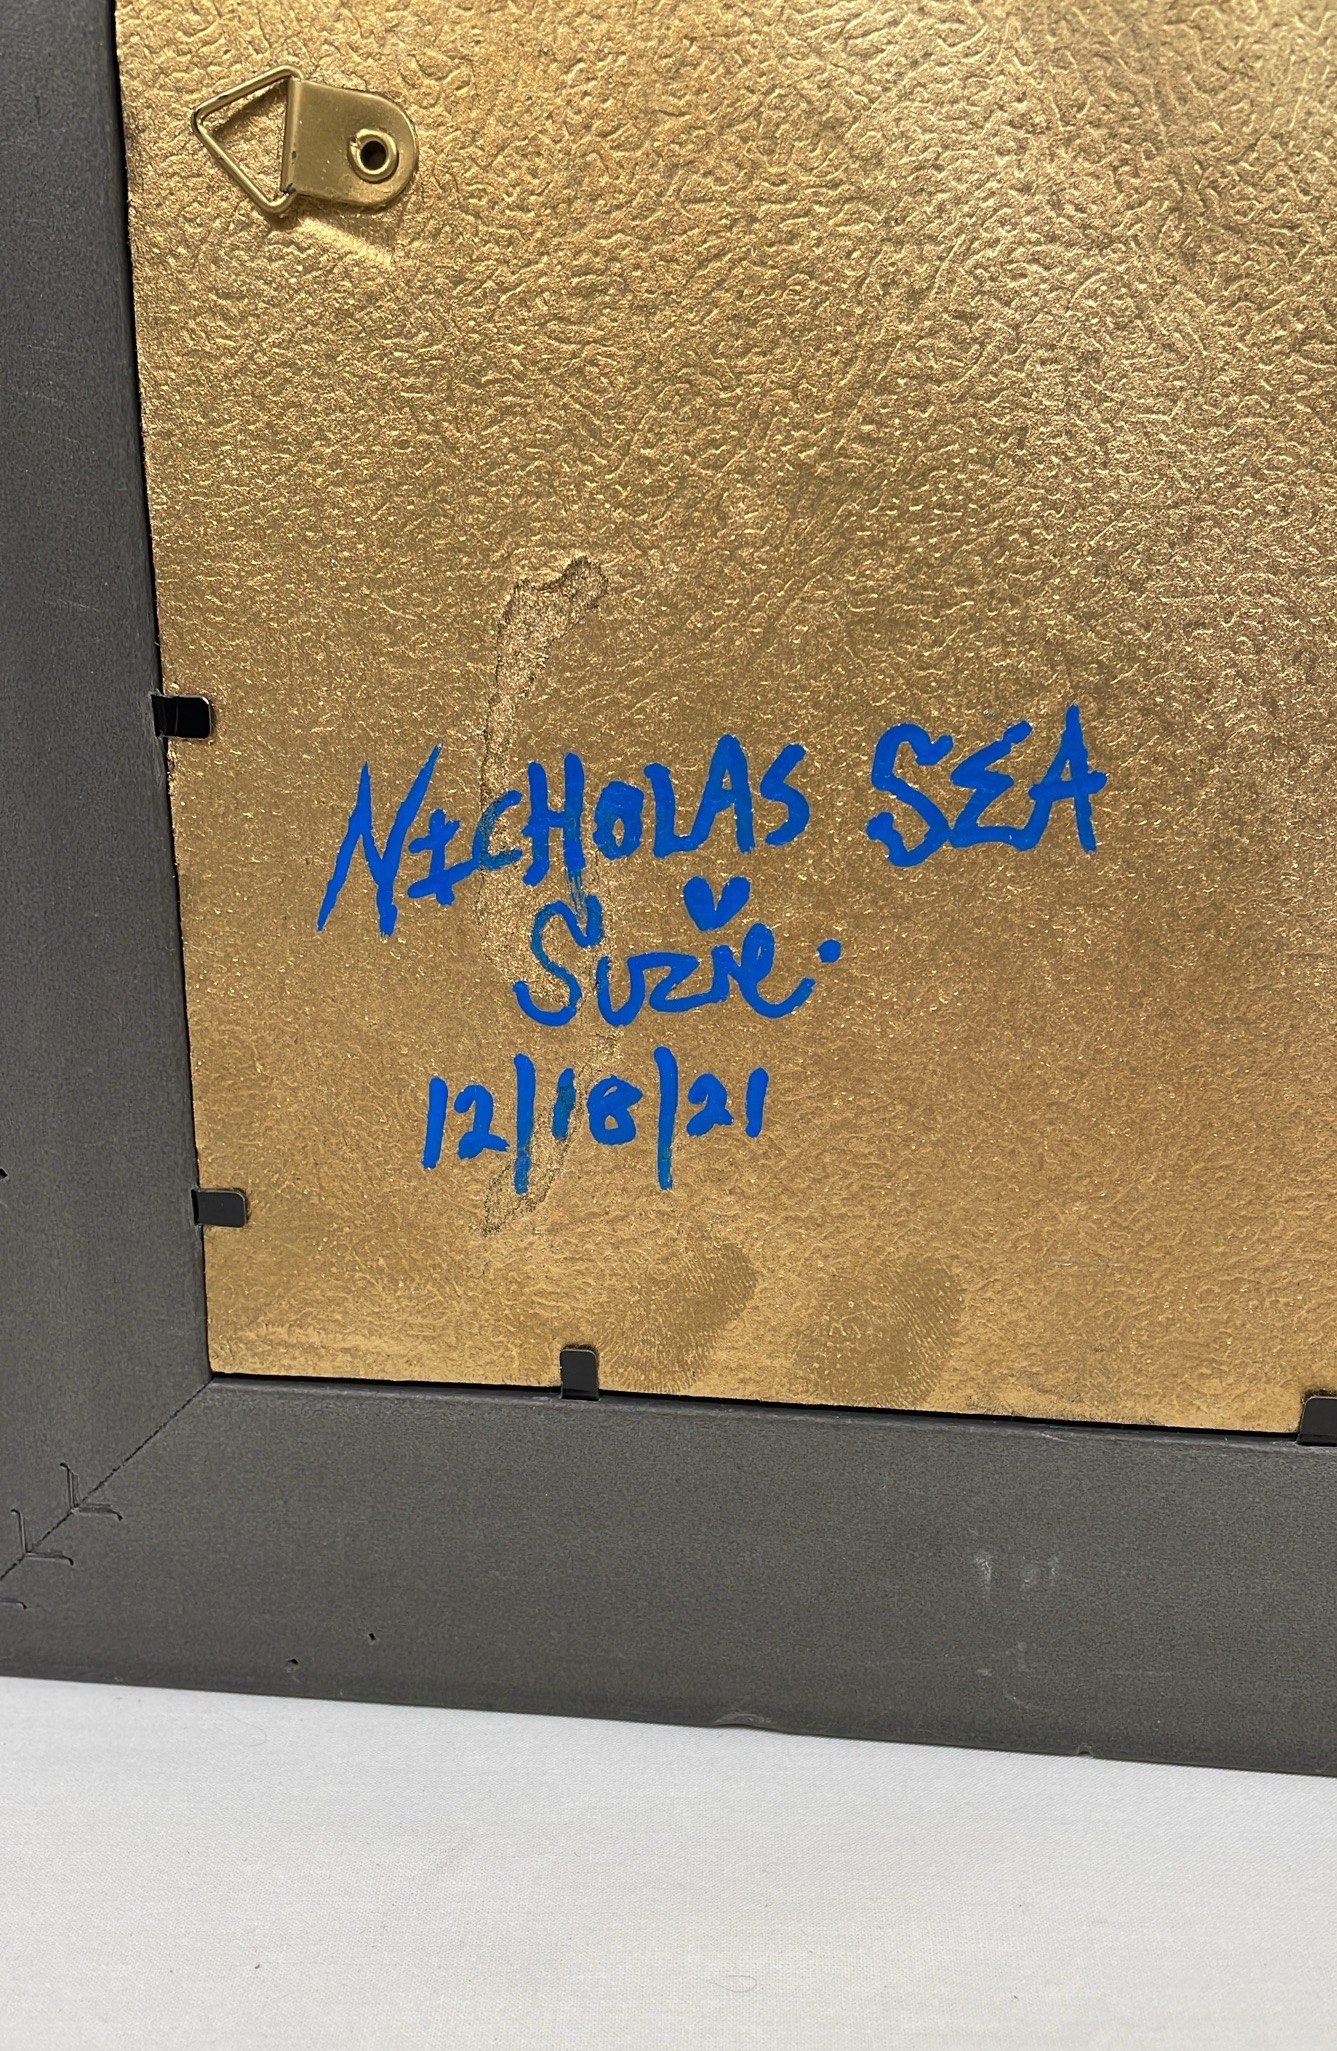 NICHOLAS SEA
Suzie.
12/18/21